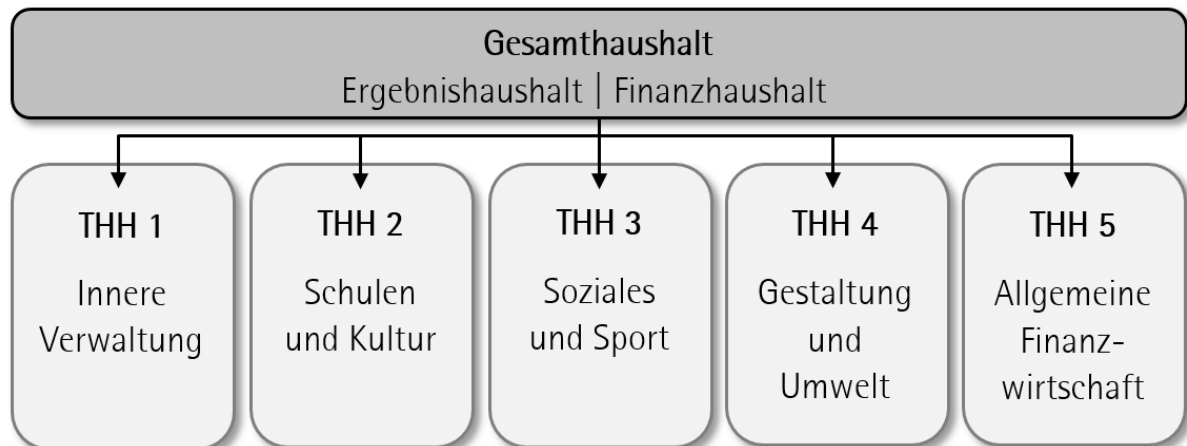 Gesamthaushalt
Ergebnishaushalt | Finanzhaushalt
THH 1
Innere
Verwaltung
THH 2
Schulen
und Kultur
THH 3
Soziales
und Sport
THH 4
Gestaltung
und
Umwelt
THH 5
Allgemeine
Finanz-
wirtschaft